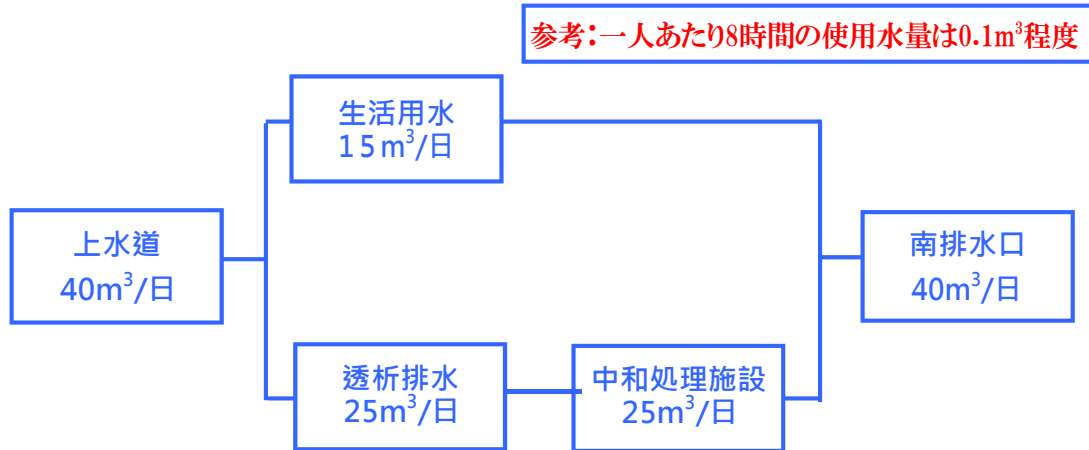 参考：一人あたり8時間の使用水量は0.1m³程度
生活用水
15m³/日
上水道
40m³/日
南排水口
40m³/日
透析排水
25m³/日
中和処理施設
25m³/日